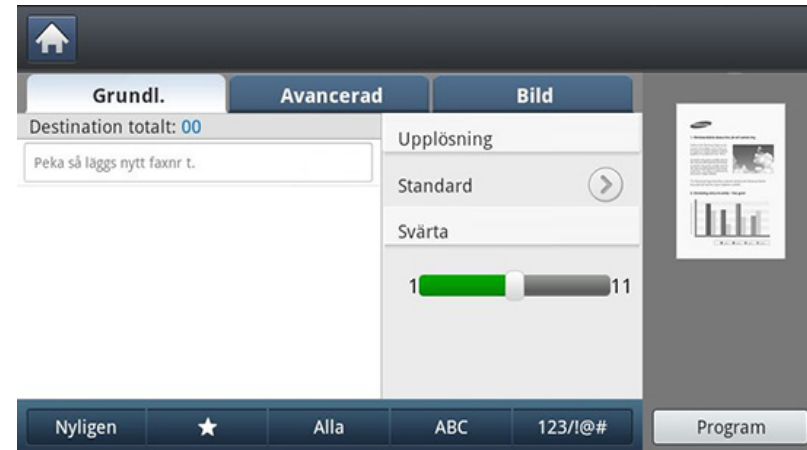 Grundl.
Avancerad
Bild
Destination totalt: 00
Peka så läggs nytt faxnr t.
Upplösning
Standard
Svärta
1
11
Nyligen
★
Alla
ABC
123/!@#
Program